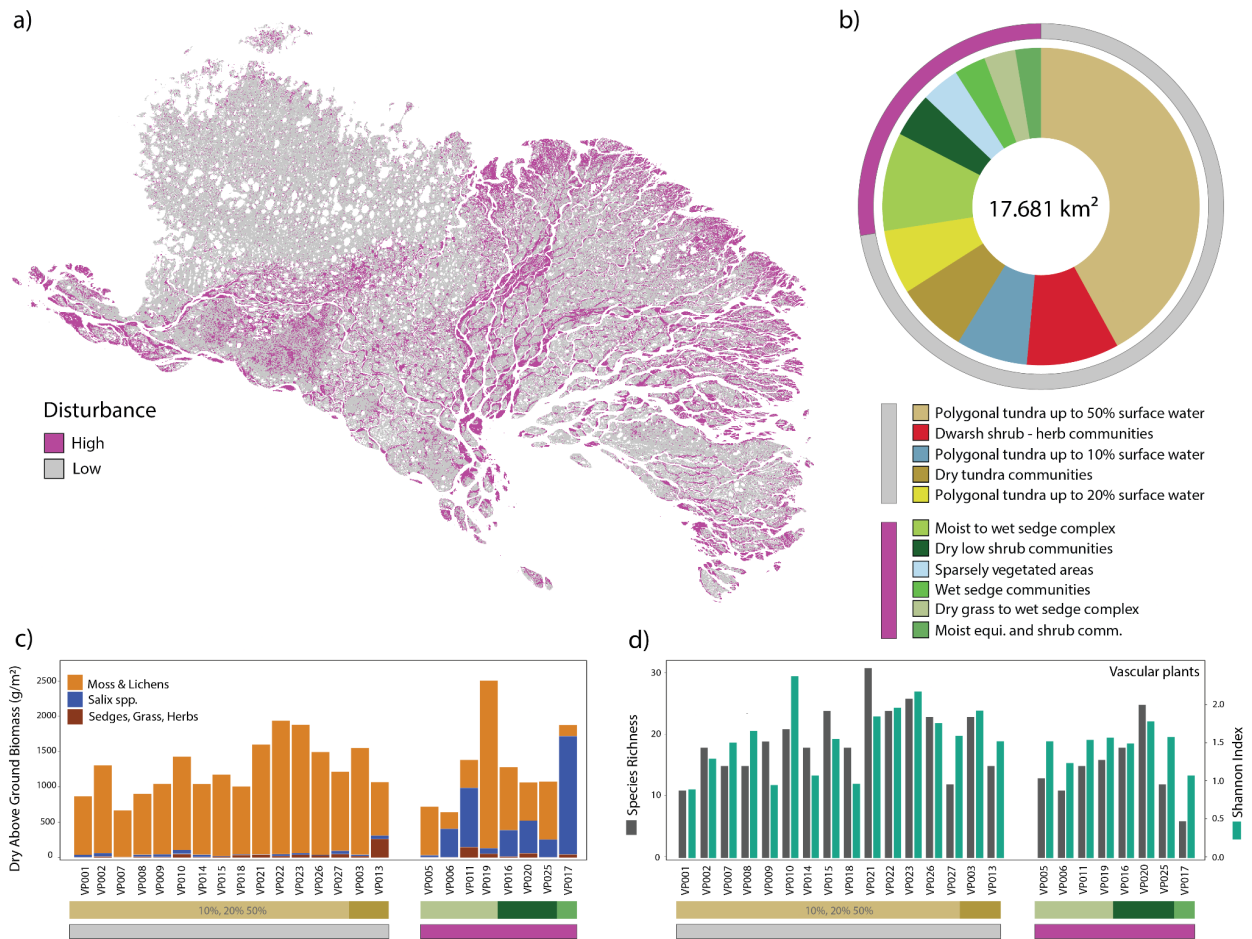 a)
Disturbance
High
Low
b)
17.681 km²
Polygonal tundra up to 50% surface water
Dwarsh shrub - herb communities
Polygonal tundra up to 10% surface water
Dry tundra communities
Polygonal tundra up to 20% surface water
Moist to wet sedge complex
Dry low shrub communities
Sparsely vegetated areas
Wet sedge communities
Dry grass to wet sedge complex
Moist equi. and shrub comm.
c)
Dry Above Ground Biomass (g/m²)
2500
2000
1500
1000
500
0
Moss & Lichens
Salix spp.
Sedges, Grass, Herbs
VP001
VP002
VP007
VP008
VP009
VP010
VP014
VP015
VP018
VP021
VP022
VP023
VP026
VP027
VP003
VP013
VP005
VP006
VP011
VP019
VP016
VP020
VP025
VP017
10%, 20% 50%
d)
Vascular plants
Species Richness
30
20
10
0
Shannon Index
2.0
1.5
1.0
0.5
0.0
VP001
VP002
VP007
VP008
VP009
VP010
VP014
VP015
VP018
VP021
VP022
VP023
VP026
VP027
VP003
VP013
VP005
VP006
VP011
VP019
VP016
VP020
VP025
VP017
10%, 20% 50%